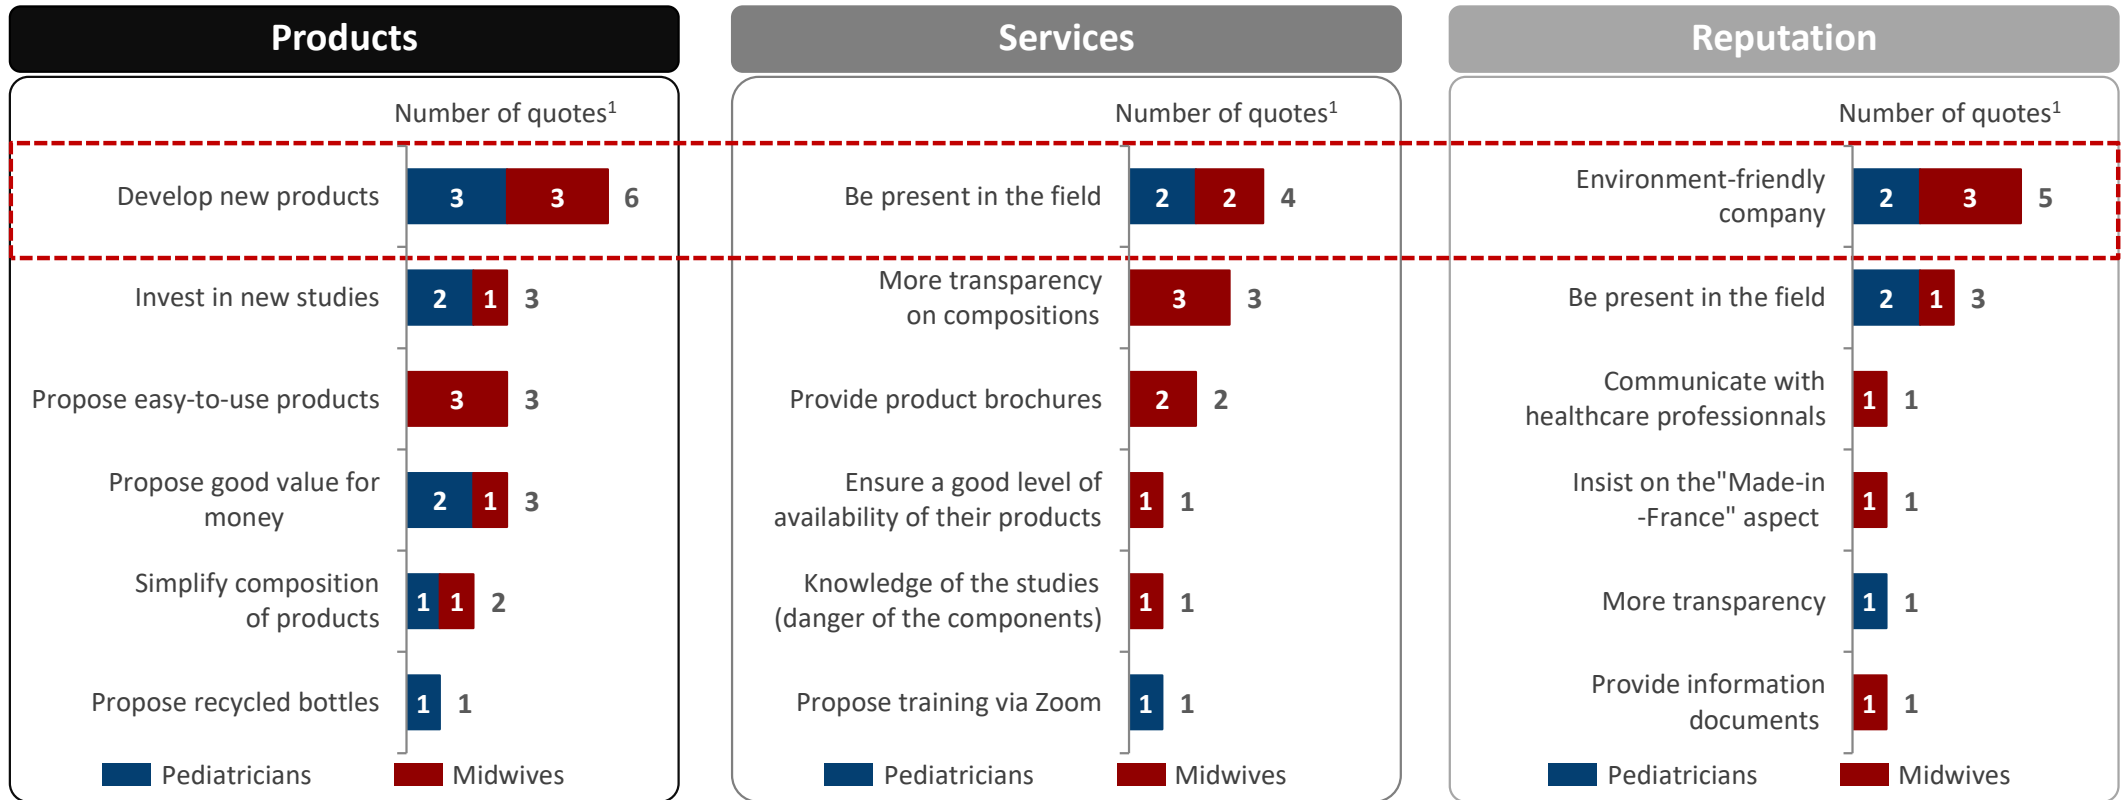 Products
Number of quotes1
Develop new products
3 3 6
Invest in new studies
2 1 3
Propose easy-to-use products
3 3
Propose good value for
money
2 1 3
Simplify composition
of products
1 1 2
Propose recycled bottles
1 1
Pediatricians Midwives
Services
Number of quotes1
Be present in the field
2 2 4
More transparency
on compositions
3 3
Provide product brochures
2 2
Ensure a good level of
availability of their products
1 1
Knowledge of the studies
(danger of the components)
1 1
Propose training via Zoom
1 1
Pediatricians Midwives
Reputation
Number of quotes1
Environment-friendly
company
2 3 5
Be present in the field
2 1 3
Communicate with
healthcare professionnals
1 1
Insist on the"Made-in
-France" aspect
1 1
More transparency
1 1
Provide information
documents
1 1
Pediatricians Midwives